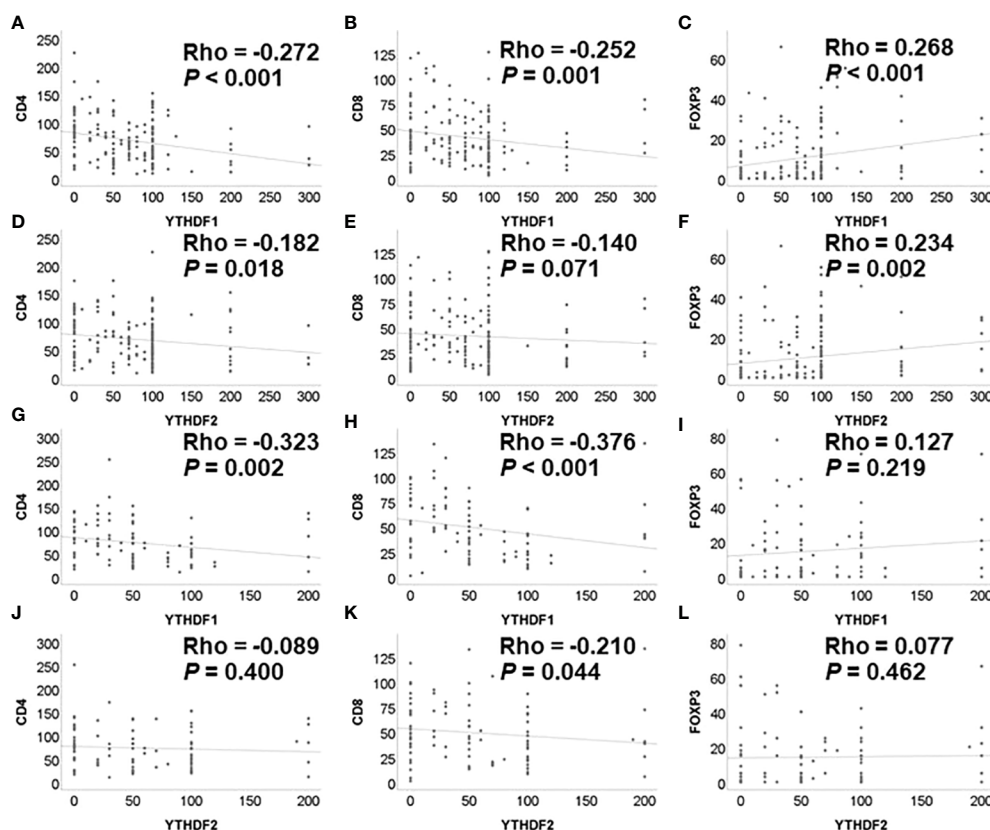 A
Rho = -0.272
P < 0.001
CD4
250
200
150
100
50
0
0 50 100 150 200 250 300
YTHDF1
B
Rho = -0.252
P = 0.001
CD8
125
100
75
50
25
0
0 50 100 150 200 250 300
YTHDF1
C
Rho = 0.268
P < 0.001
FOXP3
60
40
20
0
0 50 100 150 200 250 300
YTHDF1
D
Rho = -0.182
P = 0.018
CD4
250
200
150
100
50
0
0 50 100 150 200 250 300
YTHDF2
E
Rho = -0.140
P = 0.071
CD8
125
100
75
50
25
0
0 50 100 150 200 250 300
YTHDF2
F
Rho = 0.234
P = 0.002
FOXP3
60
40
20
0
0 50 100 150 200 250 300
YTHDF2
G
Rho = -0.323
P = 0.002
CD4
300
250
200
150
100
50
0
0 50 100 150 200
YTHDF1
H
Rho = -0.376
P < 0.001
CD8
125
100
75
50
25
0
0 50 100 150 200
YTHDF1
I
Rho = 0.127
P = 0.219
FOXP3
80
60
40
20
0
0 50 100 150 200
YTHDF1
J
Rho = -0.089
P = 0.400
CD4
300
250
200
150
100
50
0
0 50 100 150 200
YTHDF2
K
Rho = -0.210
P = 0.044
CD8
125
100
75
50
25
0
0 50 100 150 200
YTHDF2
L
Rho = 0.077
P = 0.462
FOXP3
80
60
40
20
0
0 50 100 150 200
YTHDF2